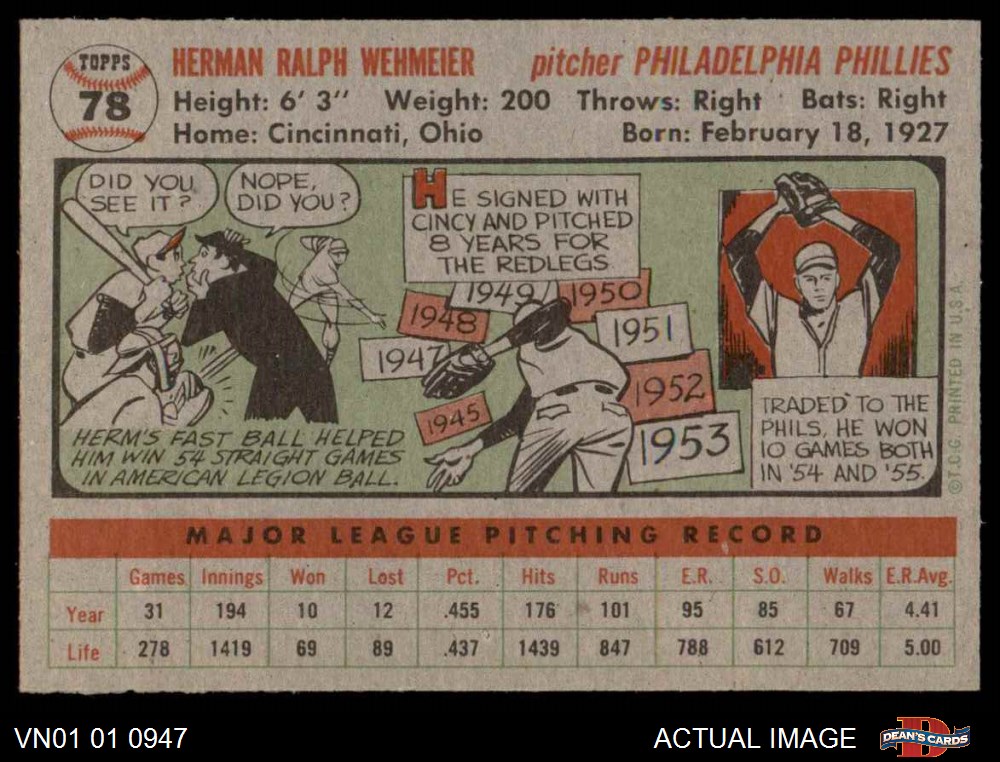 TOPPS
78
HERMAN RALPH WEHMEIER pitcher PHILADELPHIA PHILLIES
Height: 6' 3" Weight: 200 Throws: Right Bats: Right
Home: Cincinnati, Ohio Born: February 18, 1927
DID YOU
SEE IT?
NOPE,
DID YOU?
HERM'S FAST BALL HELPED
HIM WIN 54 STRAIGHT GAMES
IN AMERICAN LEGION BALL.
HE SIGNED WITH
CINCY AND PITCHED
8 YEARS FOR
THE REDLEGS
1945
1947
1948
1949
1950
1951
1952
1953
TRADED TO THE
PHILS, HE WON
10 GAMES BOTH
IN '54 AND '55.
©T.C.G. PRINTED IN U.S.A.
MAJOR LEAGUE PITCHING RECORD
Games Innings Won Lost Pct. Hits Runs E.R. S.O. Walks E.R.Avg.
Year 31 194 10 12 .455 176 101 95 85 67 4.41
Life 278 1419 69 89 .437 1439 847 788 612 709 5.00
VN01 01 0947
ACTUAL IMAGE
D
DEAN'S CARDS